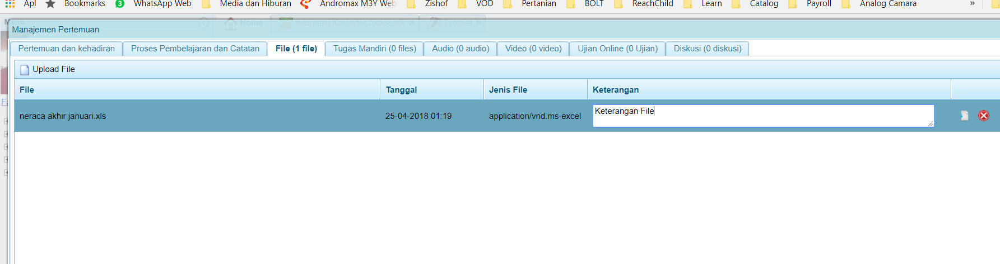 Apl Bookmarks WhatsApp Web Media dan Hiburan Andromax M3Y Web Zishof VOD Pertanian BOLT ReachChild Learn Catalog Payroll Analog Camara »
Menu Home Informasi Kalender Akademik Tutorial
Manajemen Pertemuan
Pertemuan dan kehadiran Proses Pembelajaran dan Catatan File (1 file) Tugas Mandiri (0 files) Audio (0 audio) Video (0 video) Ujian Online (0 Ujian) Diskusi (0 diskusi)
Upload File
File Tanggal Jenis File Keterangan
neraca akhir januari.xls 25-04-2018 01:19 application/vnd.ms-excel Keterangan File